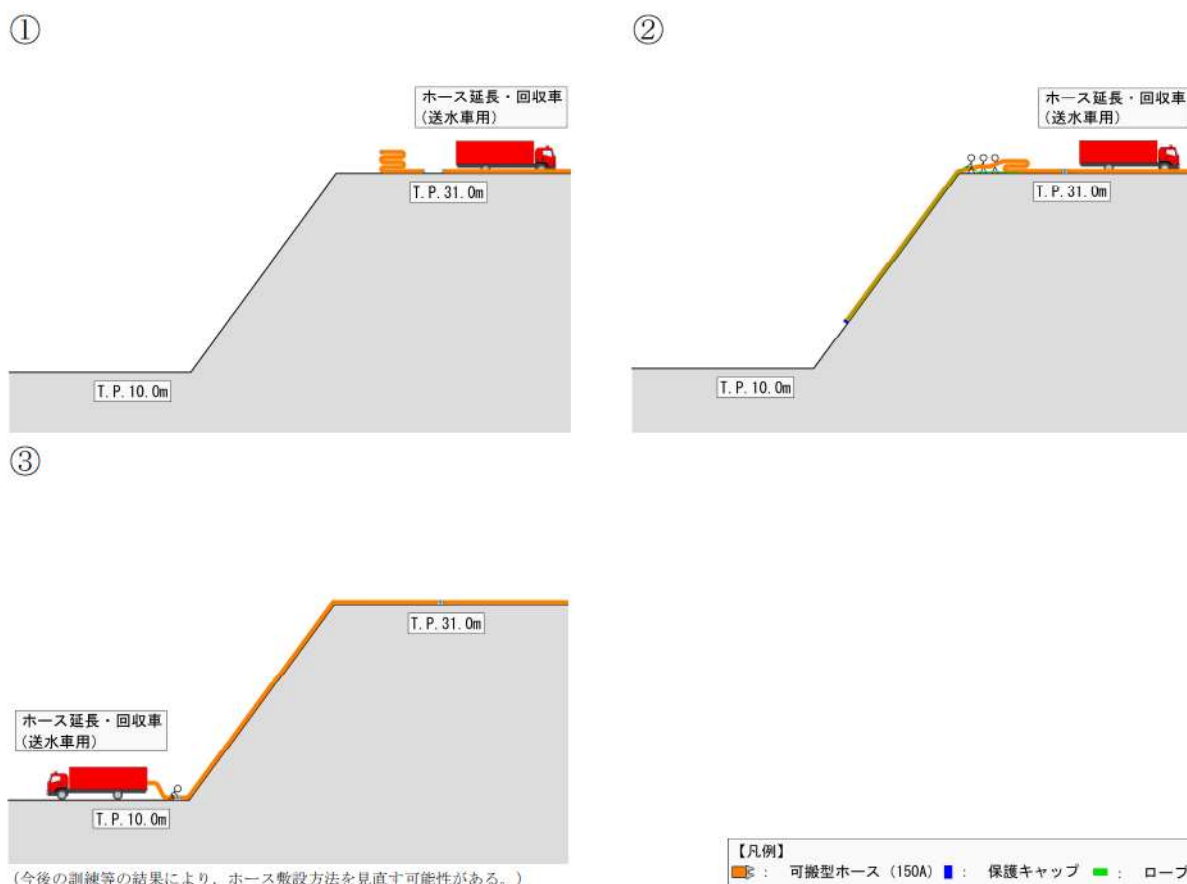 ①
ホース延長・回収車
(送水車用)
T.P.31.0m
T.P.10.0m
②
ホース延長・回収車
(送水車用)
T.P.31.0m
T.P.10.0m
③
T.P.31.0m
ホース延長・回収車
(送水車用)
T.P.10.0m
(今後の訓練等の結果により、ホース敷設方法を見直す可能性がある。)
【凡例】
： 可搬型ホース (150A) ： 保護キャップ ： ロープ